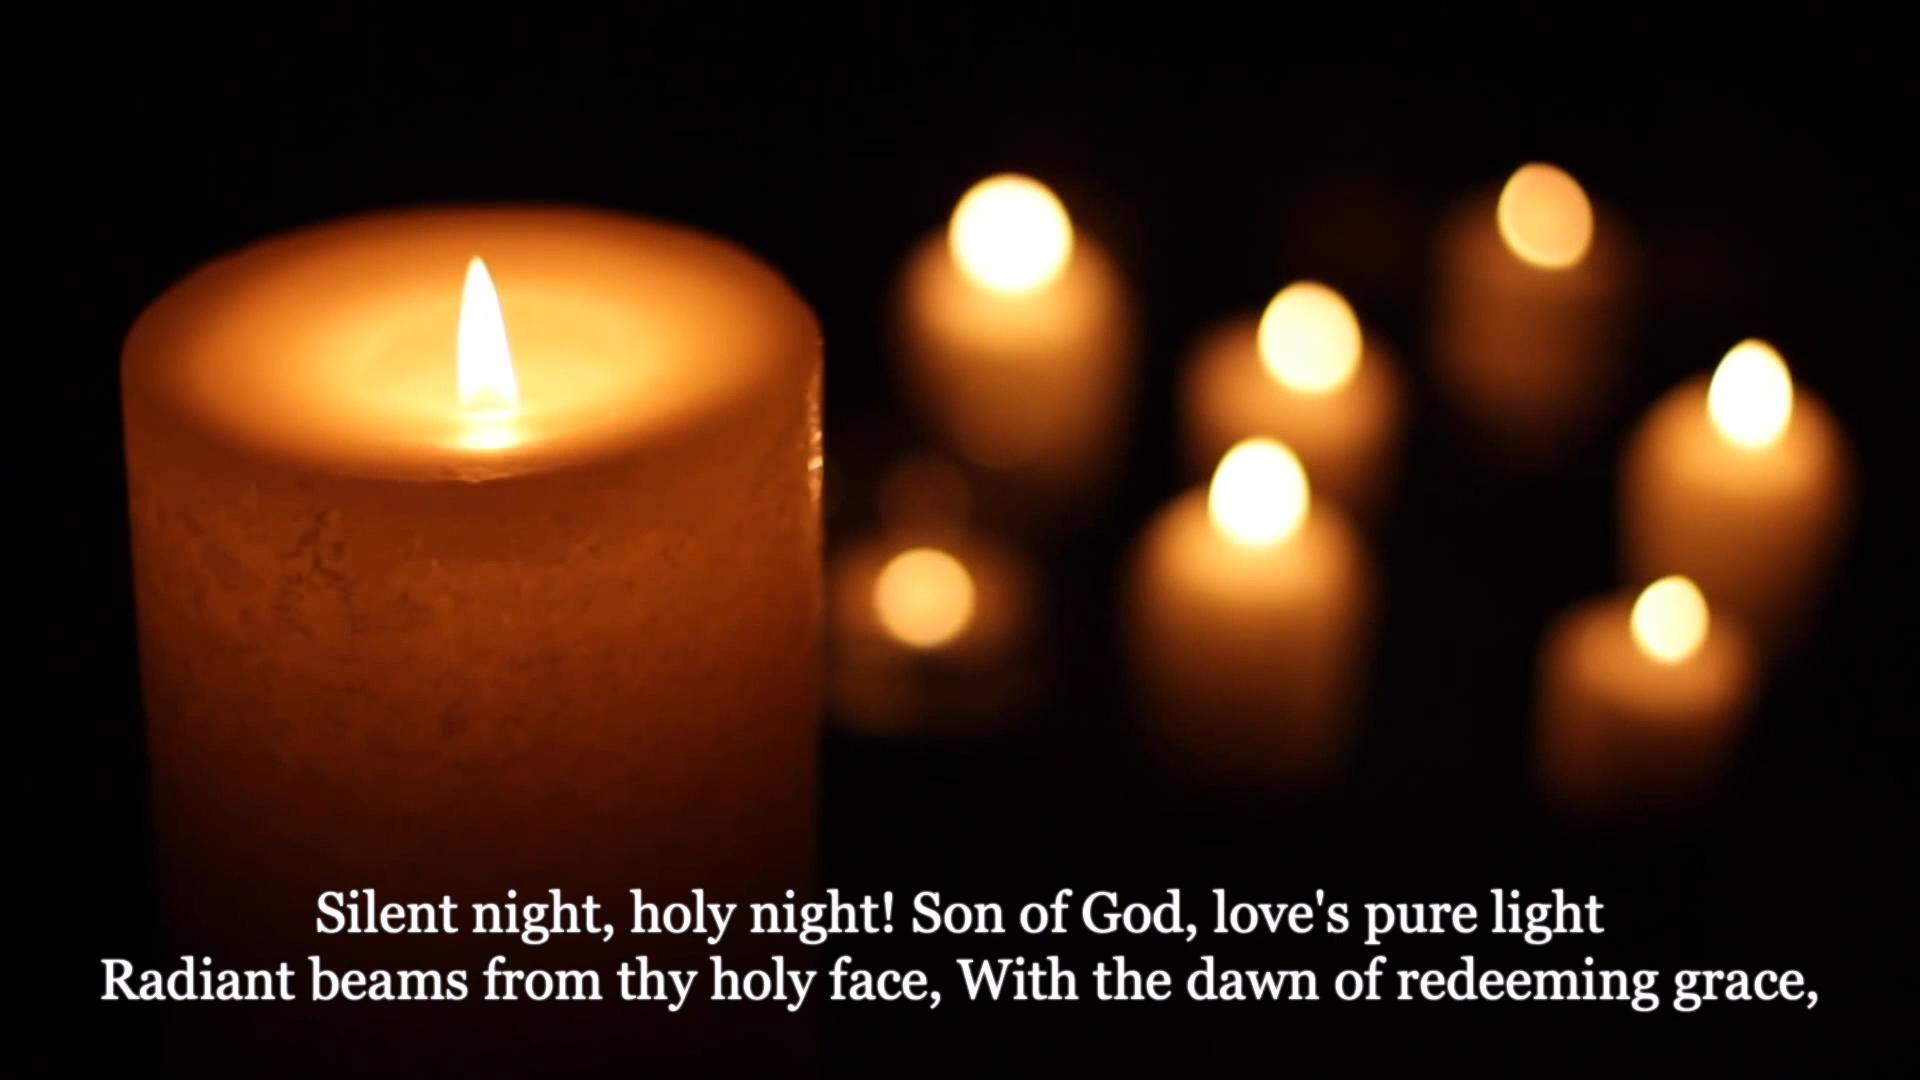 Silent night, holy night! Son of God, love's pure light
Radiant beams from thy holy face, With the dawn of redeeming grace,